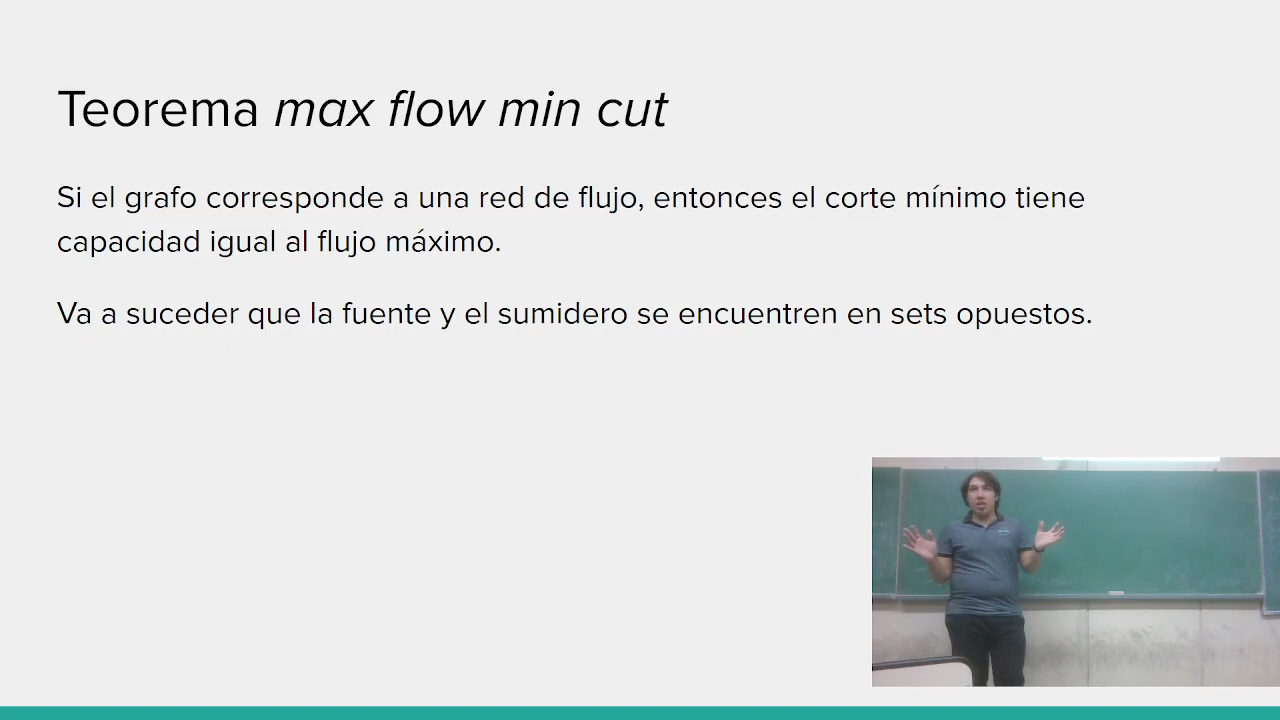 Teorema max flow min cut
Si el grafo corresponde a una red de flujo, entonces el corte mínimo tiene
capacidad igual al flujo máximo.
Va a suceder que la fuente y el sumidero se encuentren en sets opuestos.